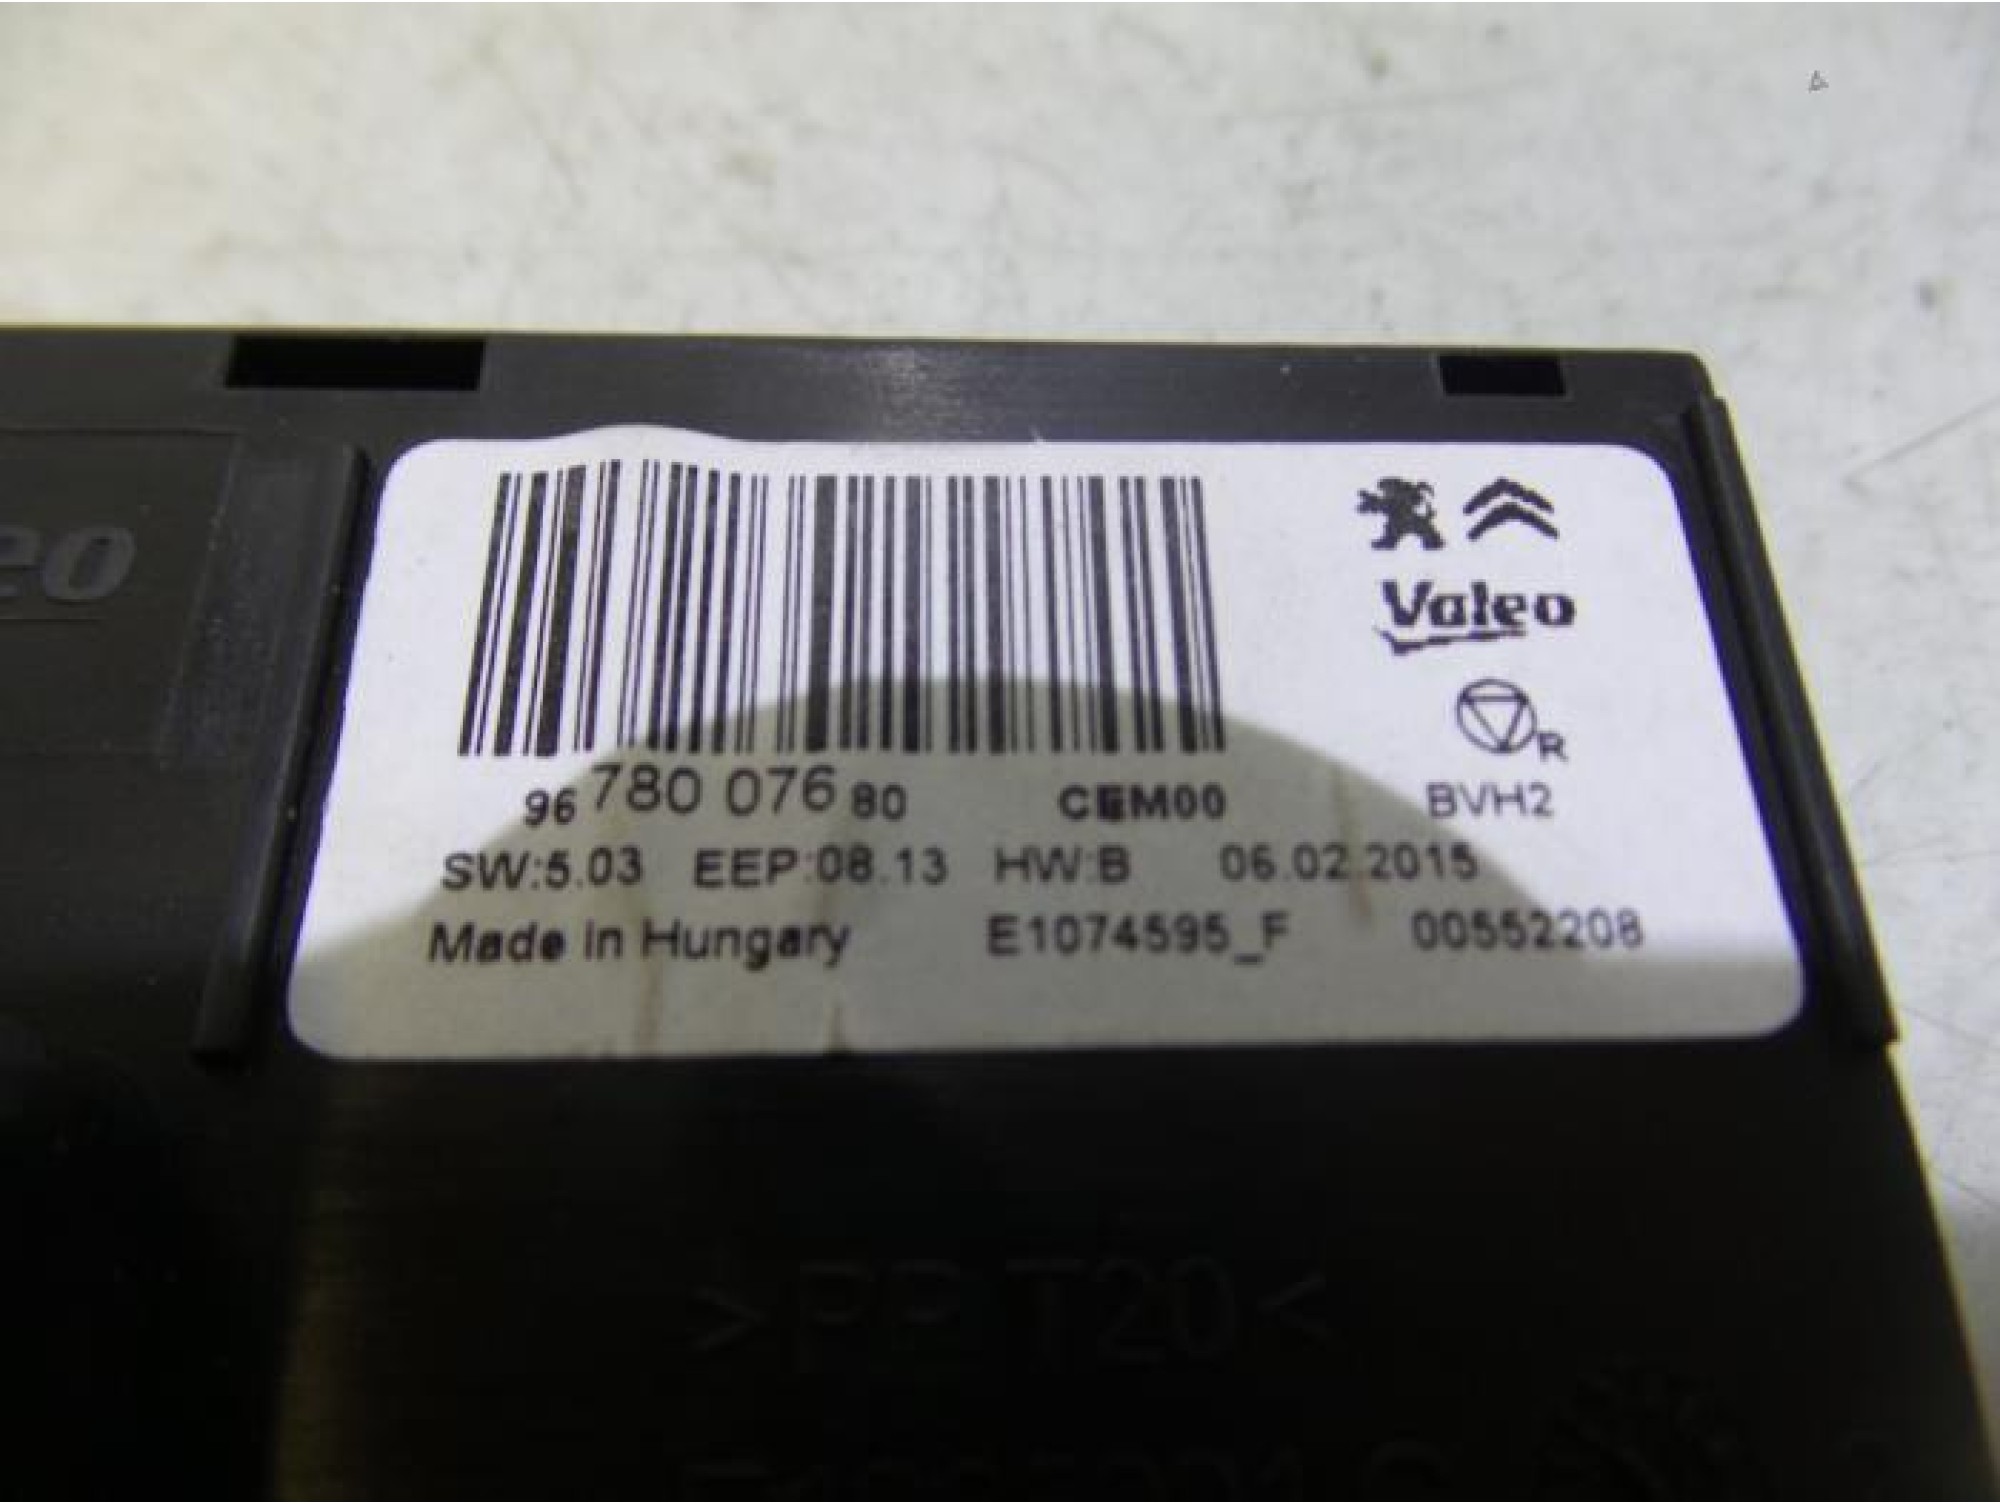 eo
Valeo
R
96 780 076 80 CEM00 BVH2
SW:5.03 EEP:08.13 HW:B 06.02.2015
Made in Hungary E1074595_F 00552208
>PP T20<